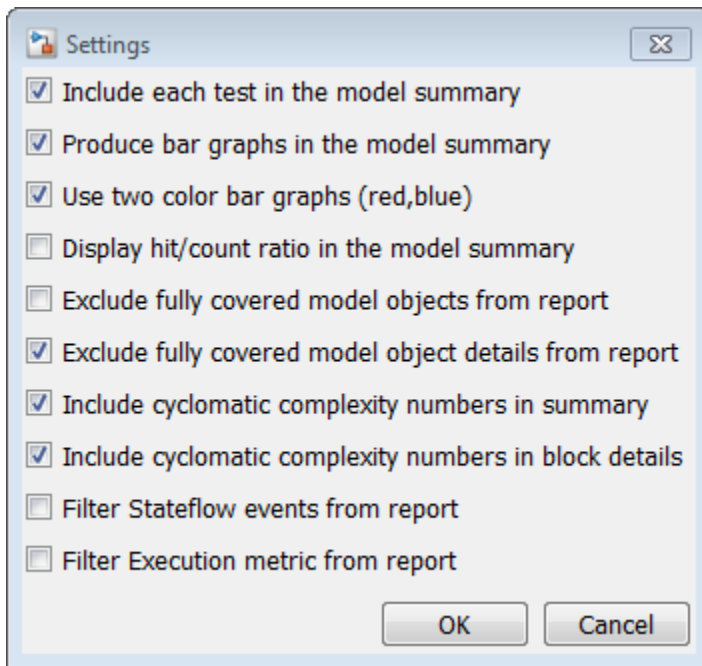 Settings
Include each test in the model summary
Produce bar graphs in the model summary
Use two color bar graphs (red,blue)
Display hit/count ratio in the model summary
Exclude fully covered model objects from report
Exclude fully covered model object details from report
Include cyclomatic complexity numbers in summary
Include cyclomatic complexity numbers in block details
Filter Stateflow events from report
Filter Execution metric from report
OK Cancel